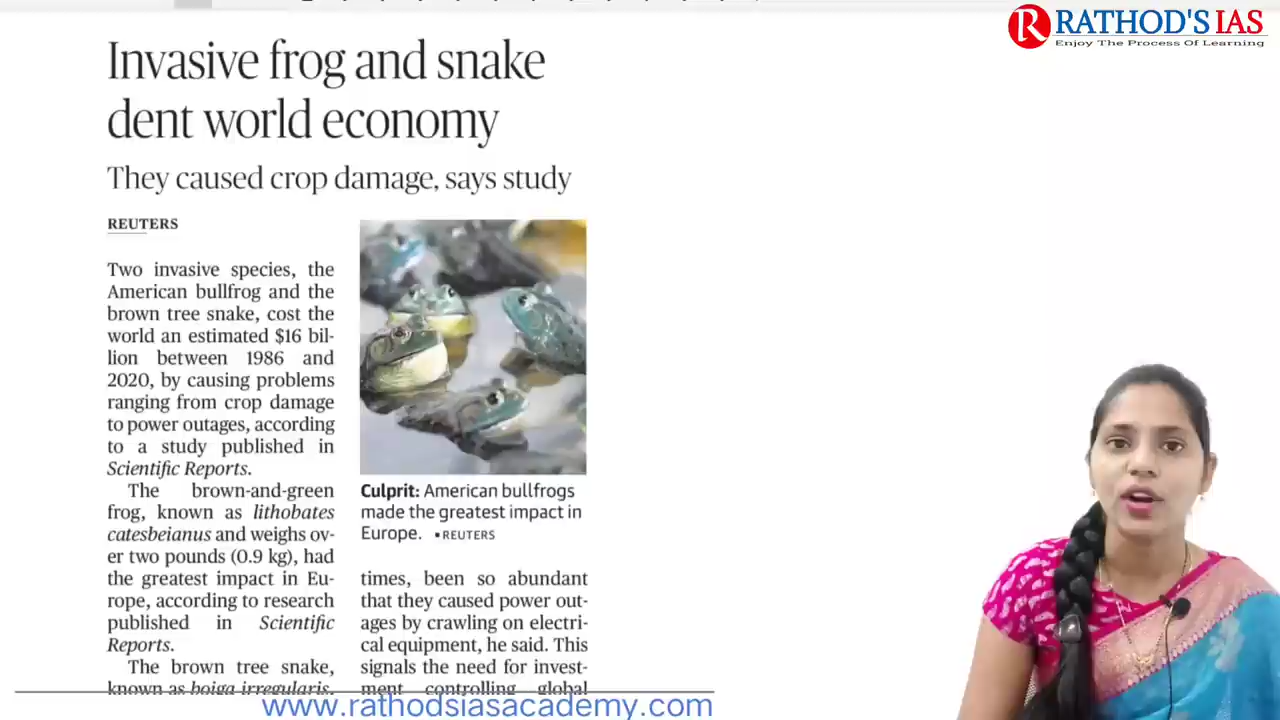 RATHOD'S IAS
Enjoy The Process Of Learning
Invasive frog and snake
dent world economy
They caused crop damage, says study
REUTERS
Two invasive species, the
American bullfrog and the
brown tree snake, cost the
world an estimated $16 bil-
lion between 1986 and
2020, by causing problems
ranging from crop damage
to power outages, according
to a study published in
Scientific Reports.
The brown-and-green
frog, known as lithobates
catesbeianus and weighs ov-
er two pounds (0.9 kg), had
the greatest impact in Eu-
rope, according to research
published in Scientific
Reports.
The brown tree snake,
known as boiga irregularis,
Culprit: American bullfrogs
made the greatest impact in
Europe. • REUTERS
times, been so abundant
that they caused power out-
ages by crawling on electri-
cal equipment, he said. This
signals the need for invest-
ment controlling global
www.rathodsiasacademy.com